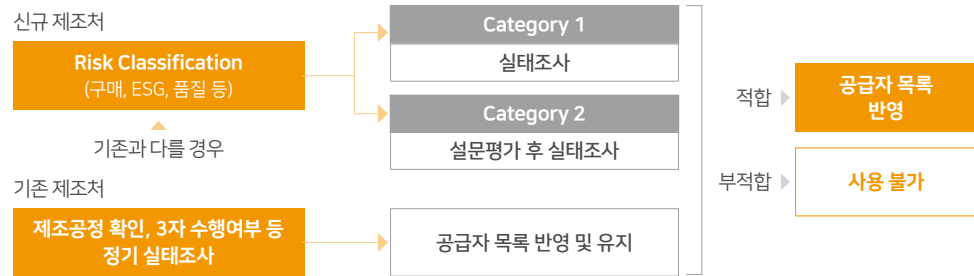 신규 제조처
Risk Classification
(구매, ESG, 품질 등)
기존과 다를 경우
기존 제조처
제조공정 확인, 3자 수행여부 등
정기 실태조사
Category 1
실태조사
Category 2
설문평가 후 실태조사
공급자 목록 반영 및 유지
적합
공급자 목록
반영
부적합
사용 불가